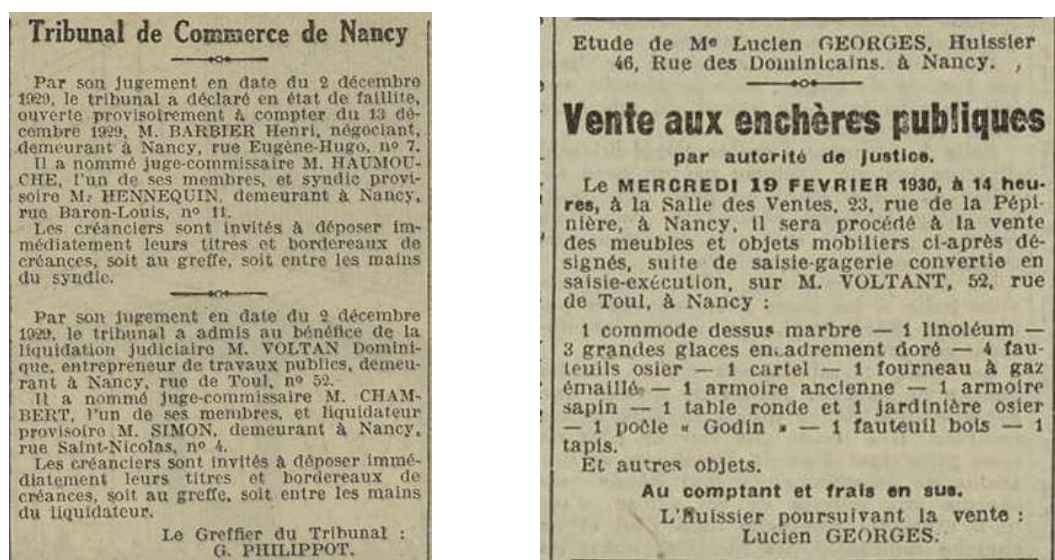 Tribunal de Commerce de Nancy
Par son jugement en date du 2 décembre
1929, le tribunal a déclaré en état de faillite,
ouverte provisoirement à compter du 13 dé-
cembre 1929, M. BARBIER Henri, négociant,
demeurant à Nancy, rue Eugène-Hugo, n° 7.
Il a nommé juge-commissaire M. HAUMOU-
CHE, l'un de ses membres, et syndic provi-
soire M. HENNEQUIN, demeurant à Nancy,
rue Baron-Louis, n° 11.
Les créanciers sont invités à déposer im-
médiatement leurs titres et bordereaux de
créances, soit au greffe, soit entre les mains
du syndic.
Par son jugement en date du 2 décembre
1929, le tribunal a admis au bénéfice de la
liquidation judiciaire M. VOLTAN Domini-
que, entrepreneur de travaux publics, demeu-
rant à Nancy, rue de Toul, n° 52.
Il a nommé juge-commissaire M. CHAM-
BERT, l'un de ses membres, et liquidateur
provisoire M. SIMON, demeurant à Nancy,
rue Saint-Nicolas, n° 4.
Les créanciers sont invités à déposer immé-
diatement leurs titres et bordereaux de
créances, soit au greffe, soit entre les mains
du liquidateur.
Le Greffier du Tribunal :
G. PHILIPPOT.
Etude de Me Lucien GEORGES, Huissier
46, Rue des Dominicains, à Nancy.
Vente aux enchères publiques
par autorité de justice.
Le MERCREDI 19 FEVRIER 1930, à 14 heu-
res, à la Salle des Ventes, 23, rue de la Pépi-
nière, à Nancy, il sera procédé à la vente
des meubles et objets mobiliers ci-après dé-
signés, suite de saisie-gagerie convertie en
saisie-exécution, sur M. VOLTANT, 52, rue
de Toul, à Nancy :
1 commode dessus marbre — 1 linoléum —
3 grandes glaces encadrement doré — 4 fau-
teuils osier — 1 cartel — 1 fourneau à gaz
émaillé — 1 armoire ancienne — 1 armoire
sapin — 1 table ronde et 1 jardinière osier
— 1 poêle « Godin » — 1 fauteuil bois — 1
tapis.
Et autres objets.
Au comptant et frais en sus.
L'Huissier poursuivant la vente :
Lucien GEORGES.